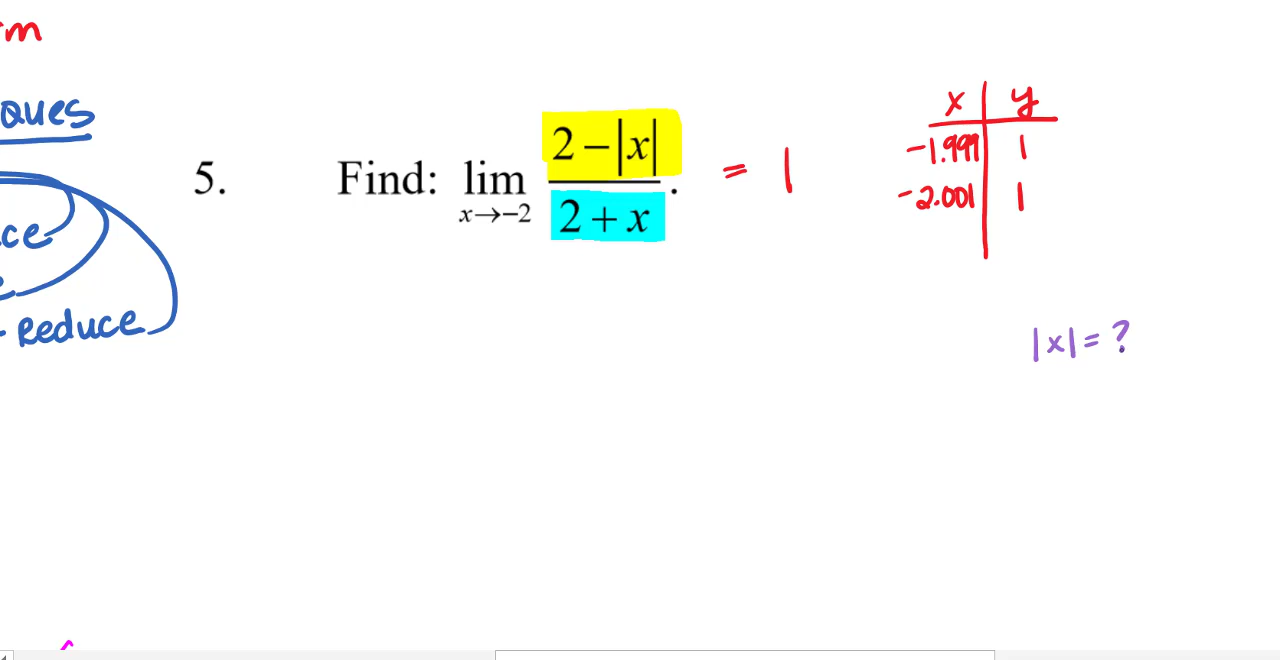 m
ques
5. Find: lim x→-2 (2-|x|)/(2+x). = 1
x | y
-1.999 | 1
-2.001 | 1
ce
Reduce
|x| = ?